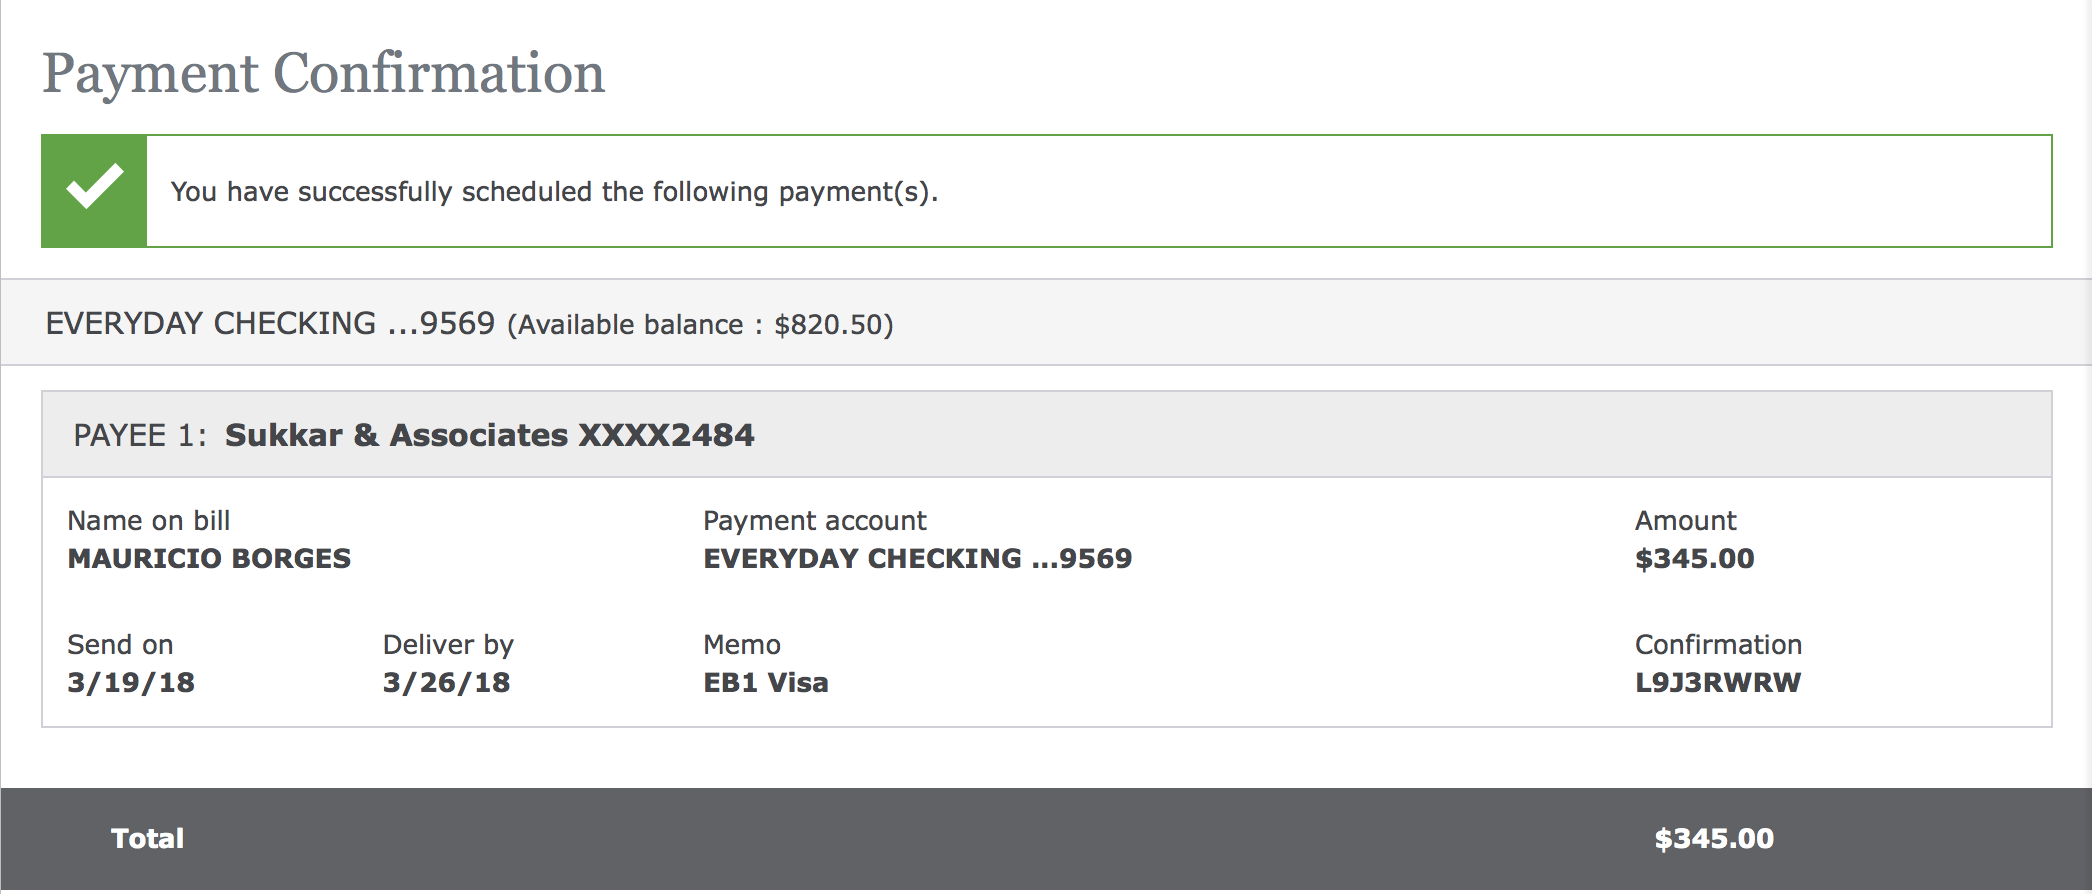 Payment Confirmation
You have successfully scheduled the following payment(s).
EVERYDAY CHECKING ...9569 (Available balance : $820.50)
PAYEE 1: Sukkar & Associates XXXX2484
Name on bill
MAURICIO BORGES
Payment account
EVERYDAY CHECKING ...9569
Amount
$345.00
Send on
3/19/18
Deliver by
3/26/18
Memo
EB1 Visa
Confirmation
L9J3RWRW
Total $345.00